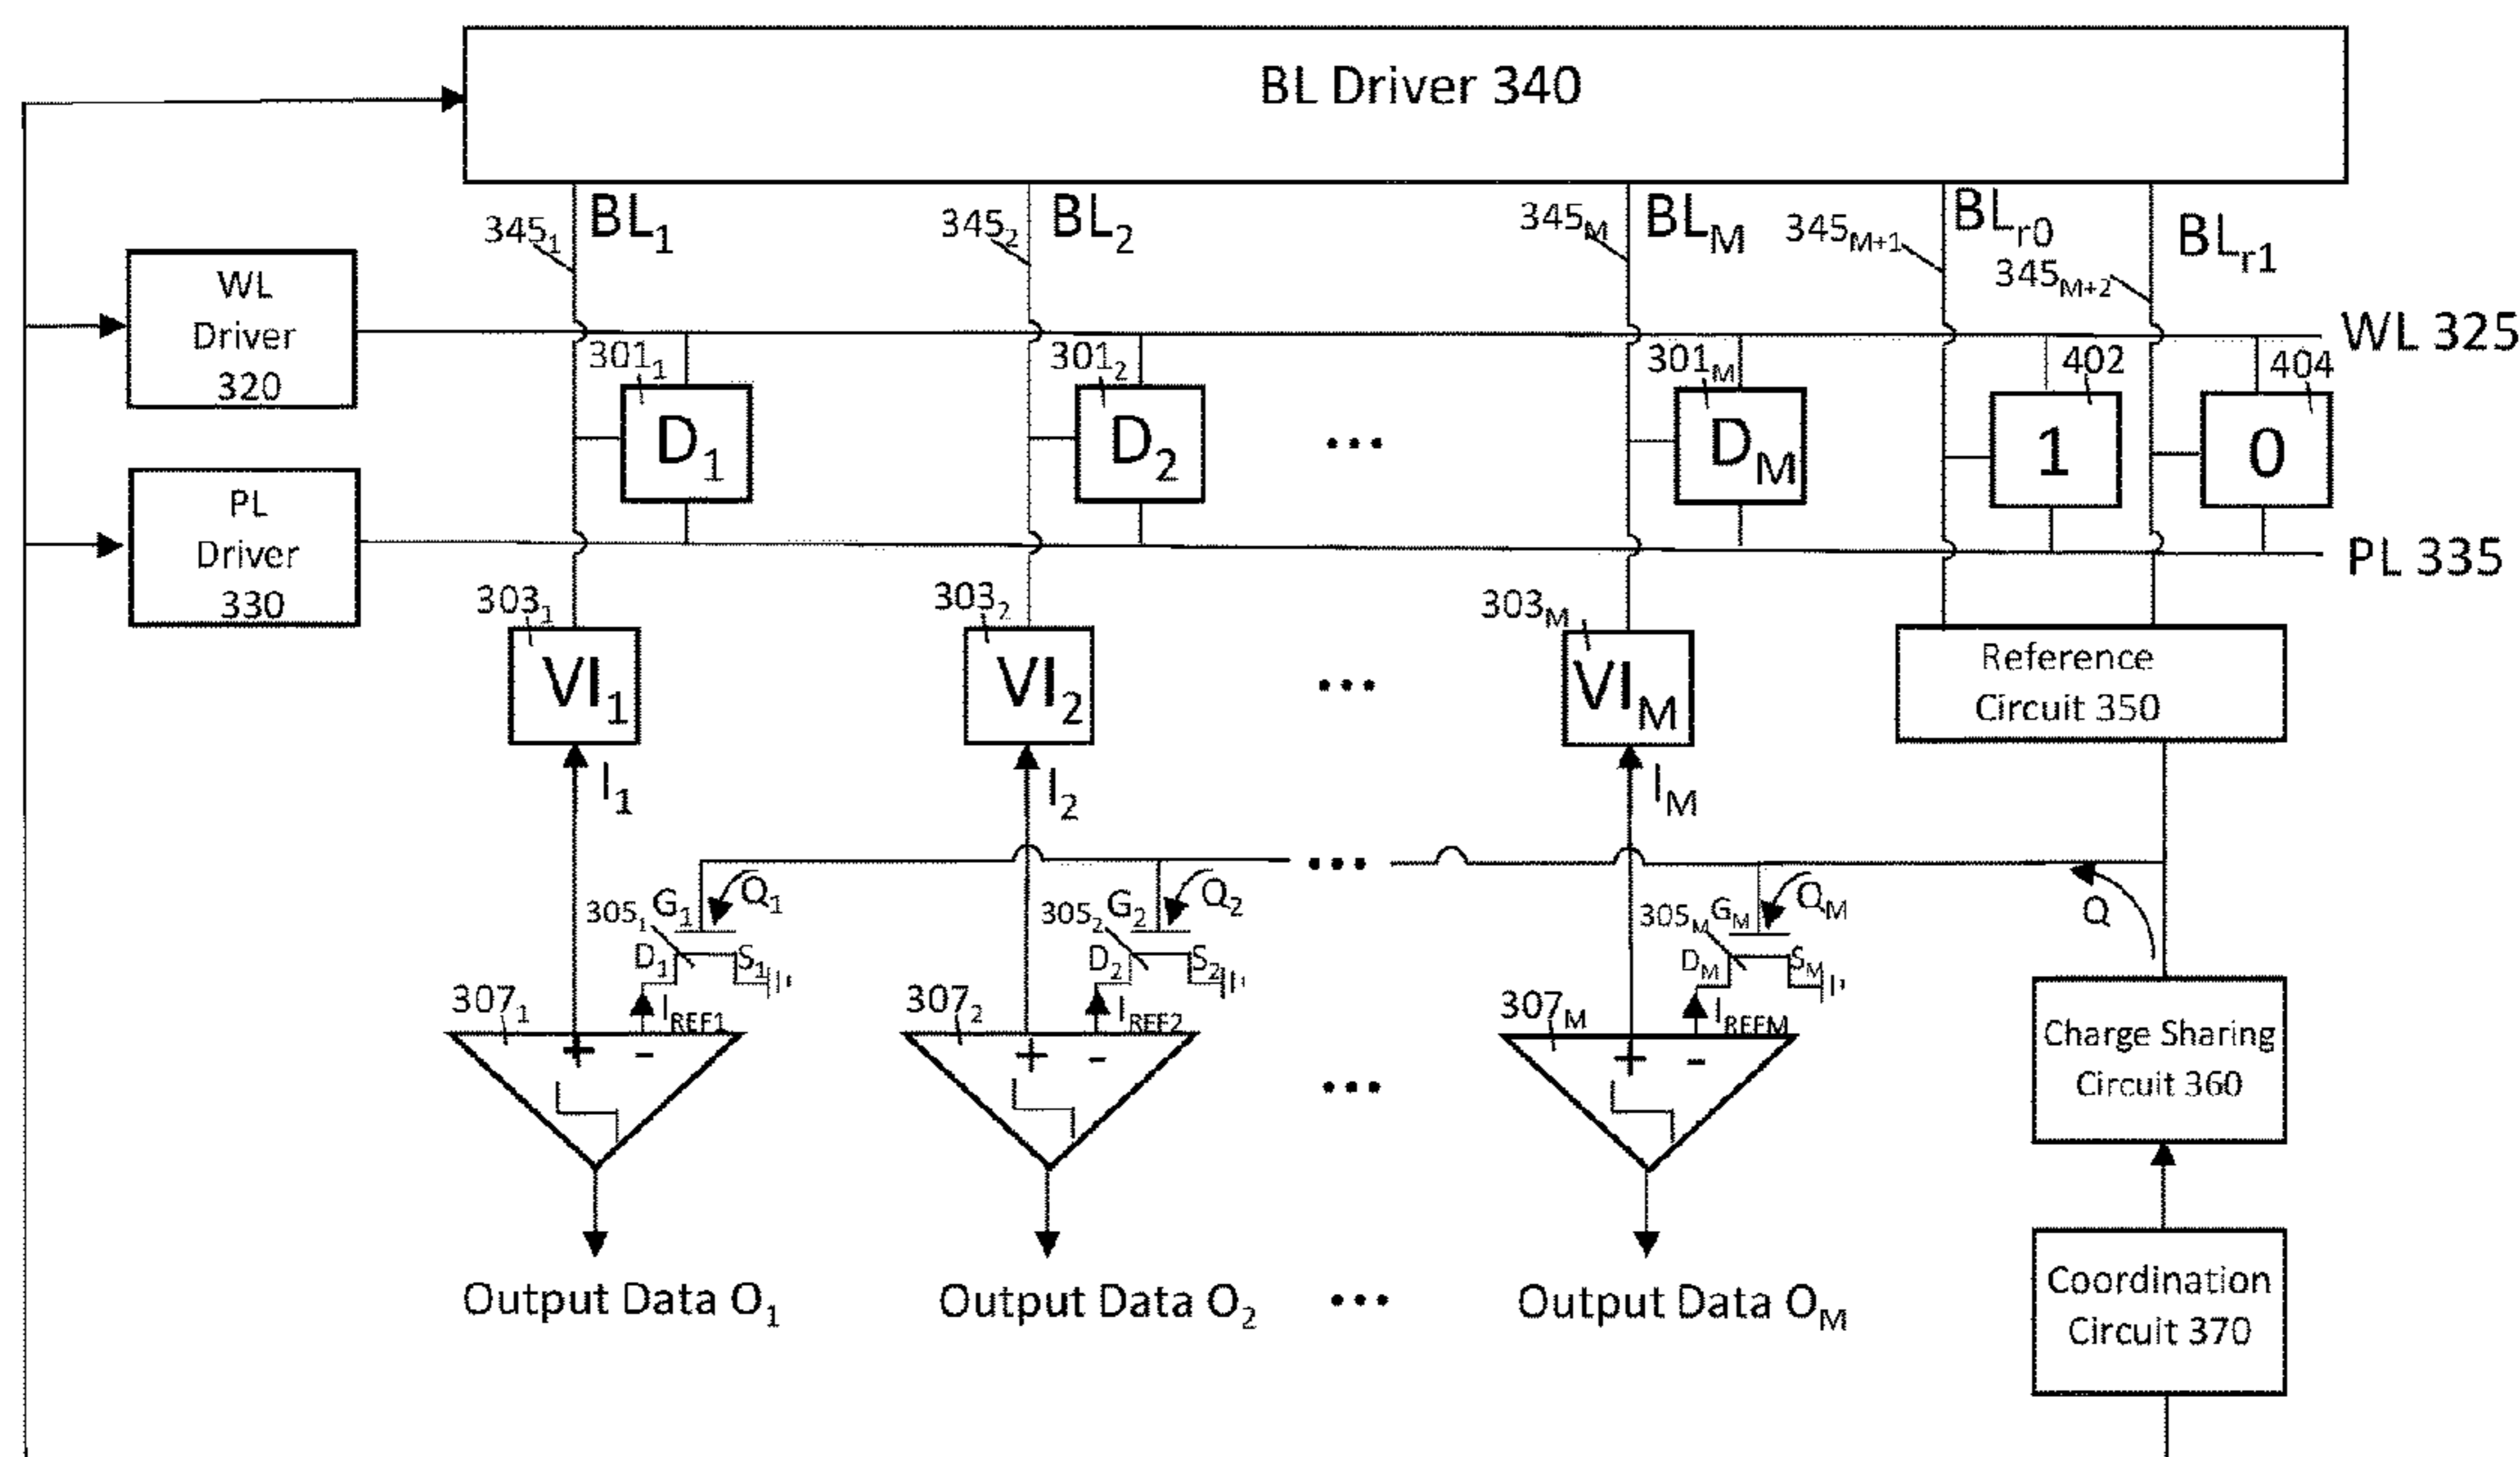 BL Driver 340
345₁ BL₁ 345₂ BL₂ 345M BLM 345M+1 BLr0 345M+2 BLr1
WL
Driver
320
WL 325
301₁ 301₂ 301M 402 404
D₁ D₂ ••• DM 1 0
PL
Driver
330
PL 335
303₁ 303₂ 303M
VI₁ VI₂ ••• VIM
Reference
Circuit 350
I₁ I₂ IM
•••
305₁ G₁ Q₁ 305₂ G₂ Q₂ 305M GM QM Q
D₁ S₁ D₂ S₂ DM SM
307₁ IREF1 307₂ IREF2 307M IREFM
+ - + - + -
•••
Charge Sharing
Circuit 360
Output Data O₁ Output Data O₂ ••• Output Data OM
Coordination
Circuit 370